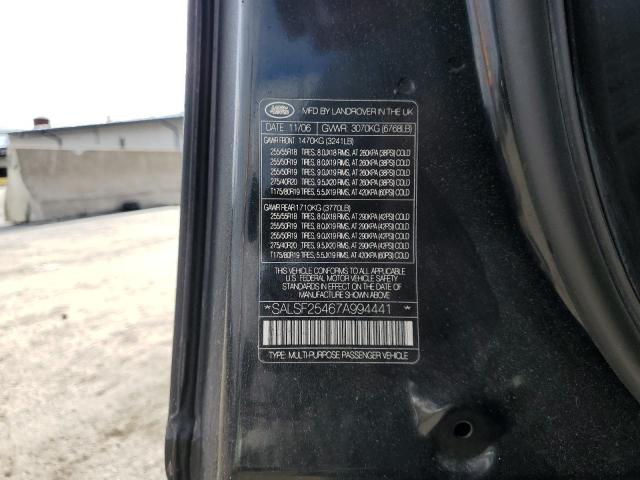 LAND ROVER MFD BY LANDROVER IN THE UK
DATE 11/06 GVWR 3070KG (6768LB)
GAWR FRONT 1470KG (3241LB)
255/55R18 TIRES, 8.0JX18 RIMS, AT 260KPA (38PSI) COLD
255/50R19 TIRES, 8.0JX19 RIMS, AT 260KPA (38PSI) COLD
255/50R19 TIRES, 9.0JX19 RIMS, AT 260KPA (38PSI) COLD
275/40R20 TIRES, 9.5JX20 RIMS, AT 260KPA (38PSI) COLD
T175/80R19 TIRES, 5.5JX19 RIMS, AT 420KPA (60PSI) COLD
GAWR REAR 1710KG (3770LB)
255/55R18 TIRES, 8.0JX18 RIMS, AT 290KPA (42PSI) COLD
255/50R19 TIRES, 8.0JX19 RIMS, AT 290KPA (42PSI) COLD
255/50R19 TIRES, 9.0JX19 RIMS, AT 290KPA (42PSI) COLD
275/40R20 TIRES, 9.5JX20 RIMS, AT 290KPA (42PSI) COLD
T175/80R19 TIRES, 5.5JX19 RIMS, AT 420KPA (60PSI) COLD
THIS VEHICLE CONFORMS TO ALL APPLICABLE
U.S. FEDERAL MOTOR VEHICLE SAFETY
STANDARDS IN EFFECT ON THE DATE OF
MANUFACTURE SHOWN ABOVE
*SALSF25467A994441*
TYPE: MULTI-PURPOSE PASSENGER VEHICLE